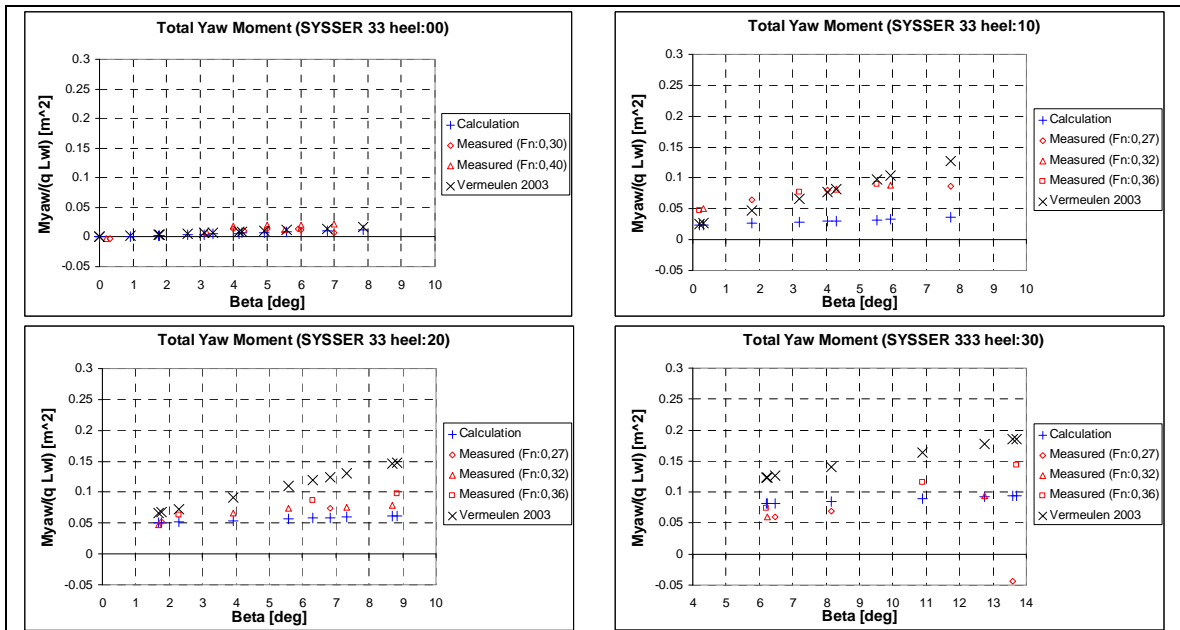 Total Yaw Moment (SYSSER 33 heel:00)
Myaw/(q Lwl) [m^2]
0.3
0.25
0.2
0.15
0.1
0.05
0
-0.05
0 1 2 3 4 5 6 7 8 9 10
Beta [deg]
Calculation
Measured (Fn:0,30)
Measured (Fn:0,40)
Vermeulen 2003
Total Yaw Moment (SYSSER 33 heel:10)
Myaw/(q Lwl) [m^2]
0.3
0.25
0.2
0.15
0.1
0.05
0
-0.05
0 1 2 3 4 5 6 7 8 9 10
Beta [deg]
Calculation
Measured (Fn:0,27)
Measured (Fn:0,32)
Measured (Fn:0,36)
Vermeulen 2003
Total Yaw Moment (SYSSER 33 heel:20)
Myaw/(q Lwl) [m^2]
0.3
0.25
0.2
0.15
0.1
0.05
0
-0.05
0 1 2 3 4 5 6 7 8 9 10
Beta [deg]
Calculation
Measured (Fn:0,27)
Measured (Fn:0,32)
Measured (Fn:0,36)
Vermeulen 2003
Total Yaw Moment (SYSSER 333 heel:30)
Myaw/(q Lwl) [m^2]
0.3
0.25
0.2
0.15
0.1
0.05
0
-0.05
4 5 6 7 8 9 10 11 12 13 14
Beta [deg]
Calculation
Measured (Fn:0,27)
Measured (Fn:0,32)
Measured (Fn:0,36)
Vermeulen 2003